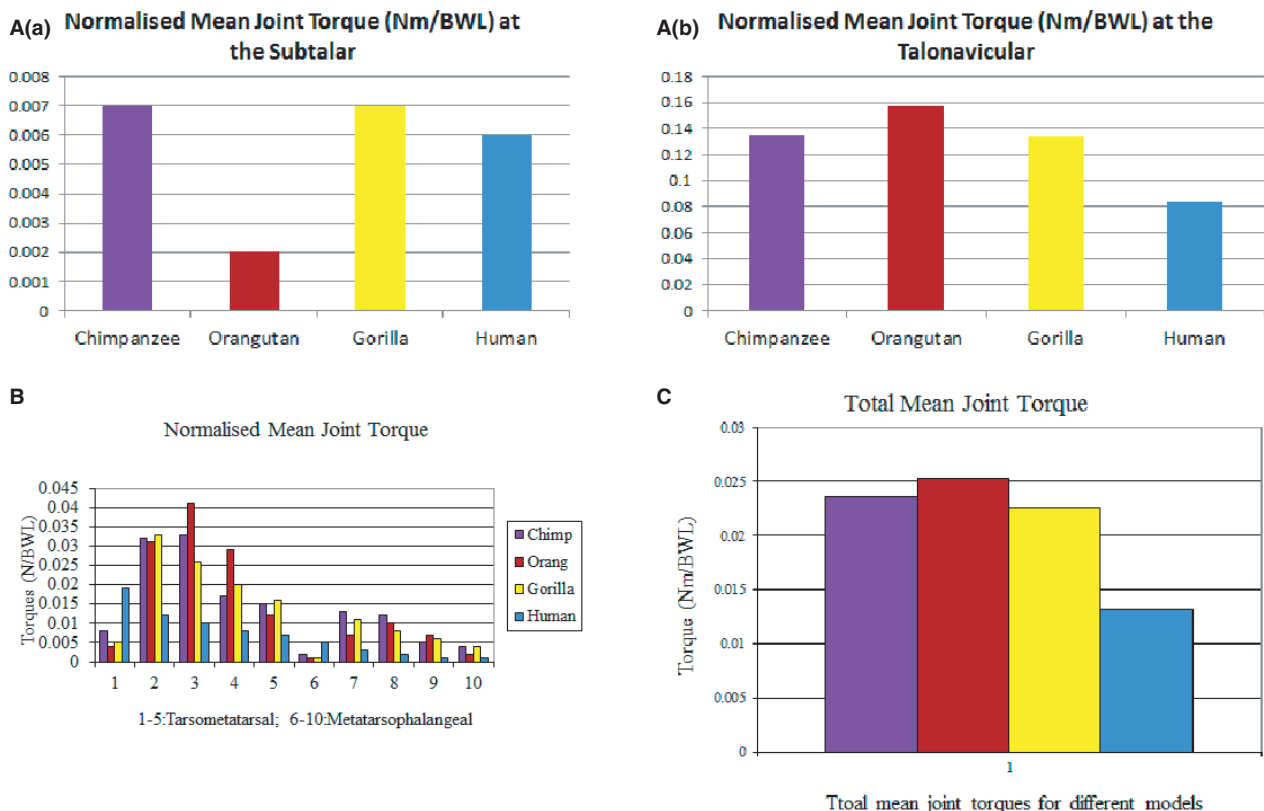 A(a)
Normalised Mean Joint Torque (Nm/BWL) at
the Subtalar
0.008
0.007
0.006
0.005
0.004
0.003
0.002
0.001
0
Chimpanzee Orangutan Gorilla Human
A(b)
Normalised Mean Joint Torque (Nm/BWL) at the
Talonavicular
0.18
0.16
0.14
0.12
0.1
0.08
0.06
0.04
0.02
0
Chimpanzee Orangutan Gorilla Human
B
Normalised Mean Joint Torque
Torques (N/BWL)
0.045
0.04
0.035
0.03
0.025
0.02
0.015
0.01
0.005
0
1 2 3 4 5 6 7 8 9 10
1-5:Tarsometatarsal; 6-10:Metatarsophalangeal
Chimp
Orang
Gorilla
Human
C
Total Mean Joint Torque
Torque (Nm/BWL)
0.03
0.025
0.02
0.015
0.01
0.005
0
1
Ttoal mean joint torques for different models